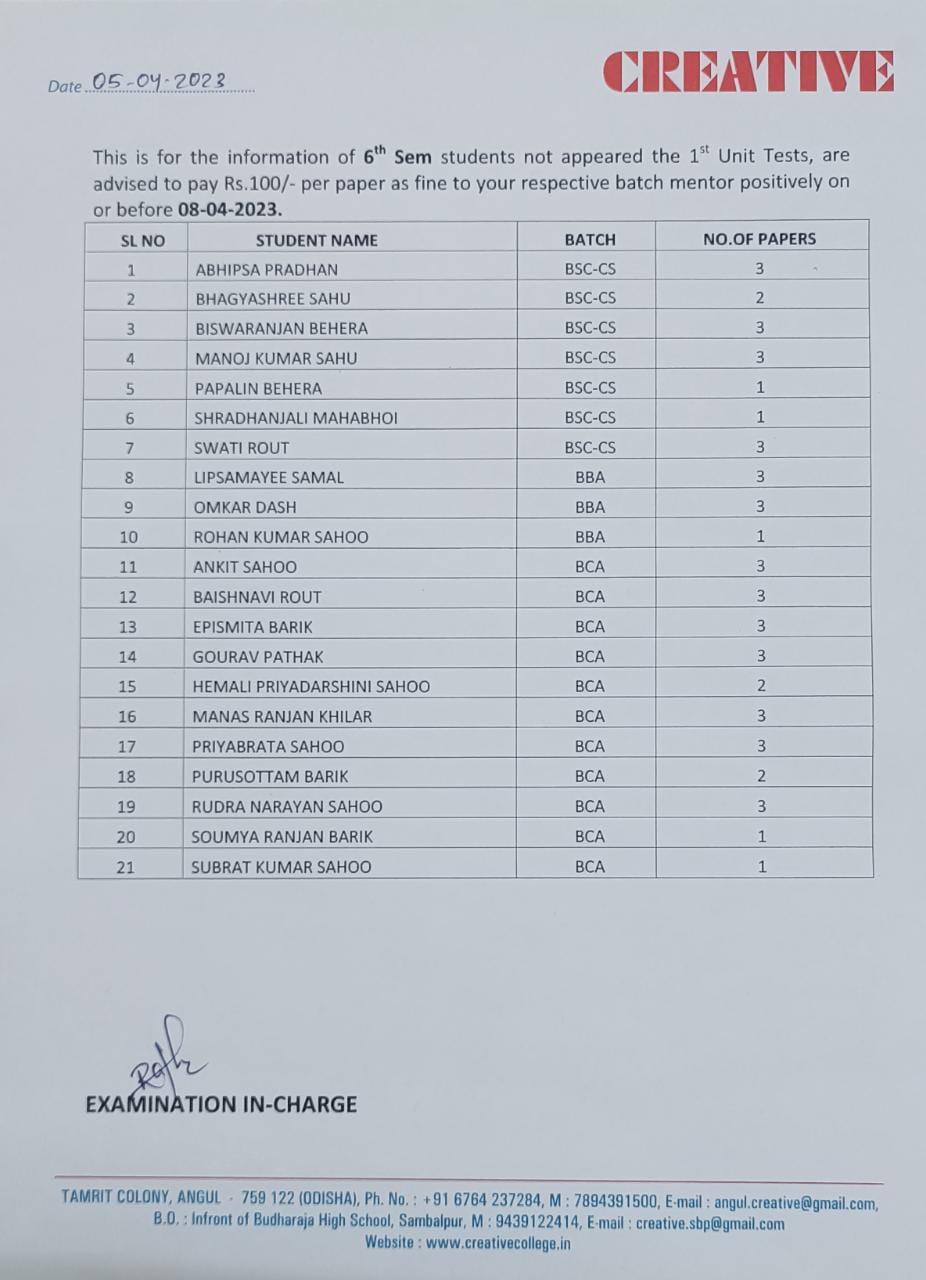 Date 05-04-2023
CREATIVE
This is for the information of 6th Sem students not appeared the 1st Unit Tests, are
advised to pay Rs.100/- per paper as fine to your respective batch mentor positively on
or before 08-04-2023.
SL NO STUDENT NAME BATCH NO.OF PAPERS
1 ABHIPSA PRADHAN BSC-CS 3
2 BHAGYASHREE SAHU BSC-CS 2
3 BISWARANJAN BEHERA BSC-CS 3
4 MANOJ KUMAR SAHU BSC-CS 3
5 PAPALIN BEHERA BSC-CS 1
6 SHRADHANJALI MAHABHOI BSC-CS 1
7 SWATI ROUT BSC-CS 3
8 LIPSAMAYEE SAMAL BBA 3
9 OMKAR DASH BBA 3
10 ROHAN KUMAR SAHOO BBA 1
11 ANKIT SAHOO BCA 3
12 BAISHNAVI ROUT BCA 3
13 EPISMITA BARIK BCA 3
14 GOURAV PATHAK BCA 3
15 HEMALI PRIYADARSHINI SAHOO BCA 2
16 MANAS RANJAN KHILAR BCA 3
17 PRIYABRATA SAHOO BCA 3
18 PURUSOTTAM BARIK BCA 2
19 RUDRA NARAYAN SAHOO BCA 3
20 SOUMYA RANJAN BARIK BCA 1
21 SUBRAT KUMAR SAHOO BCA 1
EXAMINATION IN-CHARGE
TAMRIT COLONY, ANGUL - 759 122 (ODISHA), Ph. No. : +91 6764 237284, M : 7894391500, E-mail : angul.creative@gmail.com,
B.O. : Infront of Budharaja High School, Sambalpur, M : 9439122414, E-mail : creative.sbp@gmail.com
Website : www.creativecollege.in